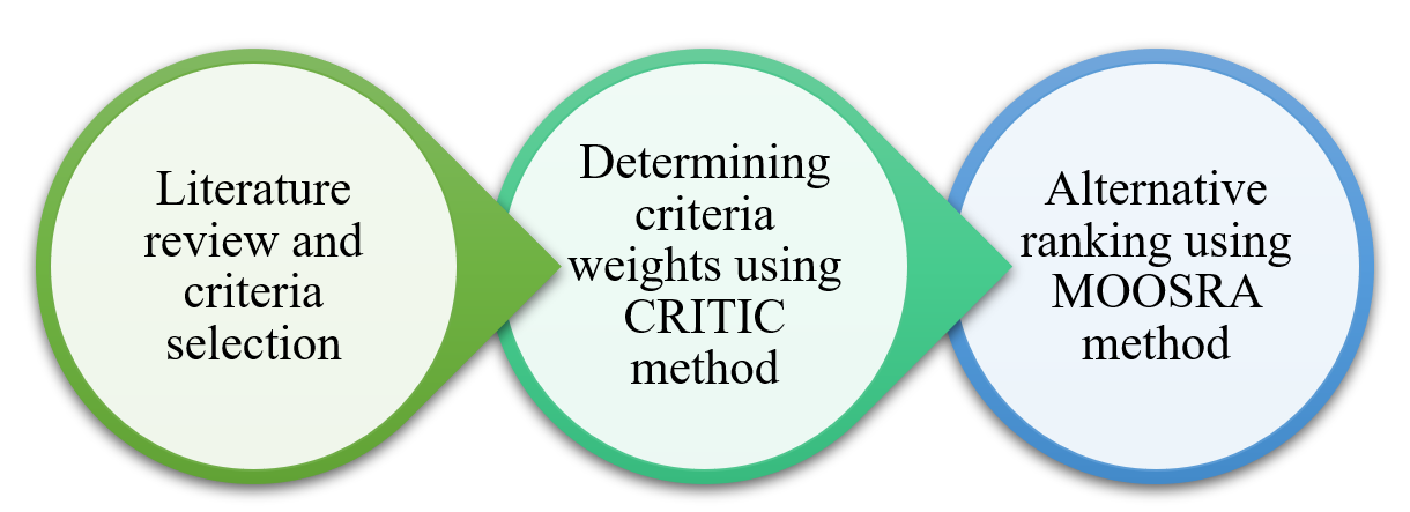 Literature
review and
criteria
selection
Determining
criteria
weights using
CRITIC
method
Alternative
ranking using
MOOSRA
method